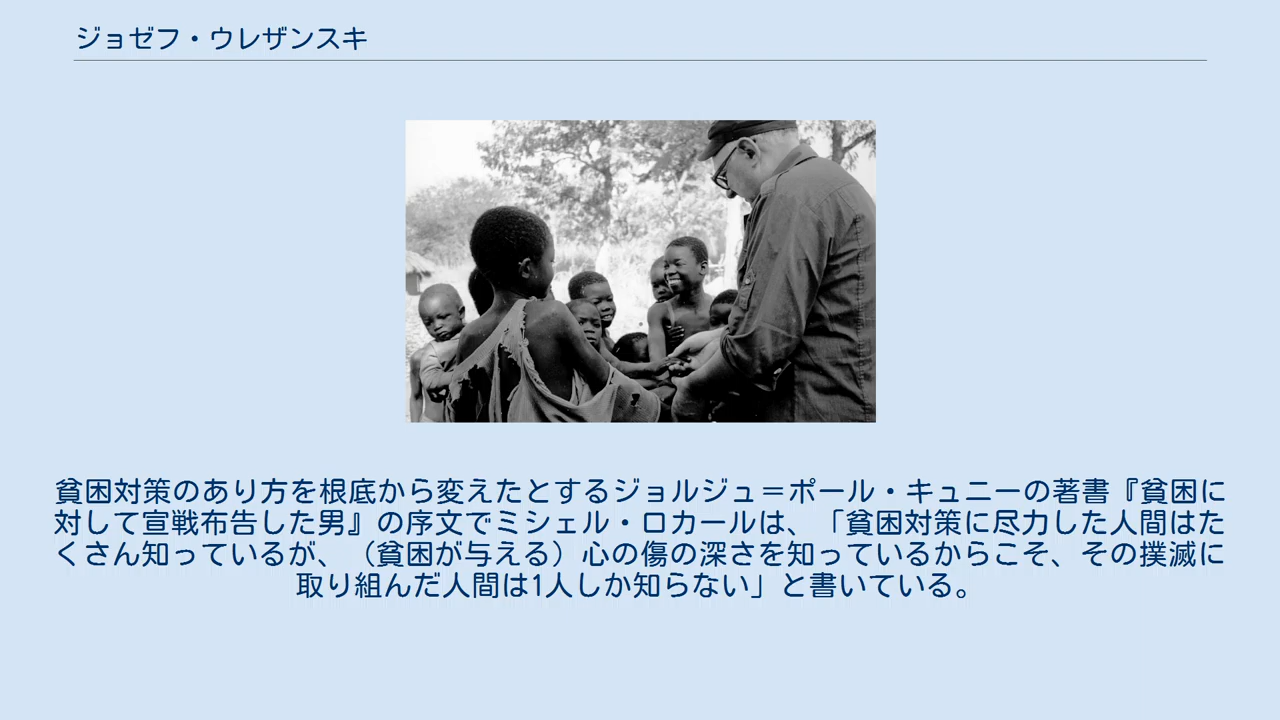 ジョゼフ・ウレザンスキ
貧困対策のあり方を根底から変えたとするジョルジュ＝ポール・キュニーの著書『貧困に
対して宣戦布告した男』の序文でミシェル・ロカールは、「貧困対策に尽力した人間はた
くさん知っているが、（貧困が与える）心の傷の深さを知っているからこそ、その撲滅に
取り組んだ人間は1人しか知らない」と書いている。